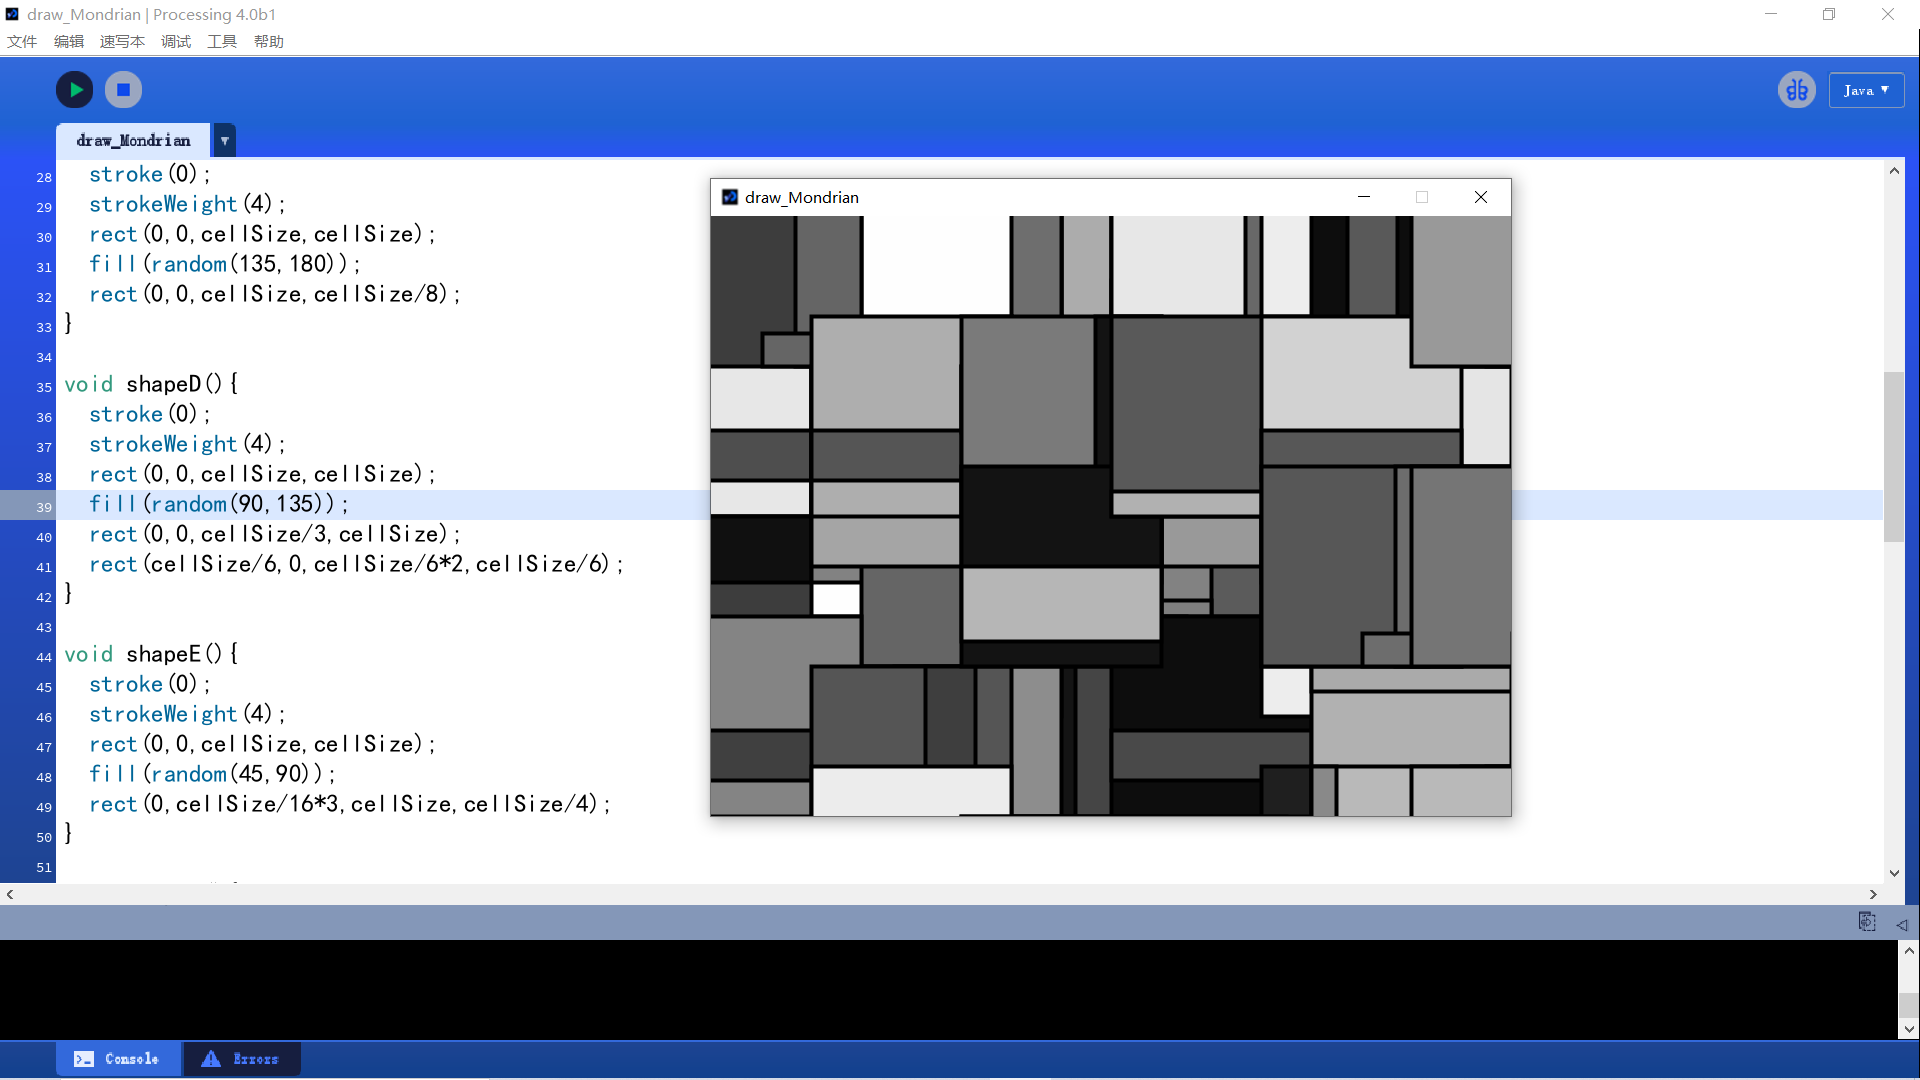 draw_Mondrian | Processing 4.0b1
文件 编辑 速写本 调试 工具 帮助
Java ▼
draw_Mondrian ▼
28 stroke(0);
29 strokeWeight(4);
30 rect(0,0,cellSize,cellSize);
31 fill(random(135,180));
32 rect(0,0,cellSize,cellSize/8);
33 }
34
35 void shapeD(){
36 stroke(0);
37 strokeWeight(4);
38 rect(0,0,cellSize,cellSize);
39 fill(random(90,135));
40 rect(0,0,cellSize/3,cellSize);
41 rect(cellSize/6,0,cellSize/6*2,cellSize/6);
42 }
43
44 void shapeE(){
45 stroke(0);
46 strokeWeight(4);
47 rect(0,0,cellSize,cellSize);
48 fill(random(45,90));
49 rect(0,cellSize/16*3,cellSize,cellSize/4);
50 }
51
draw_Mondrian
Console Errors